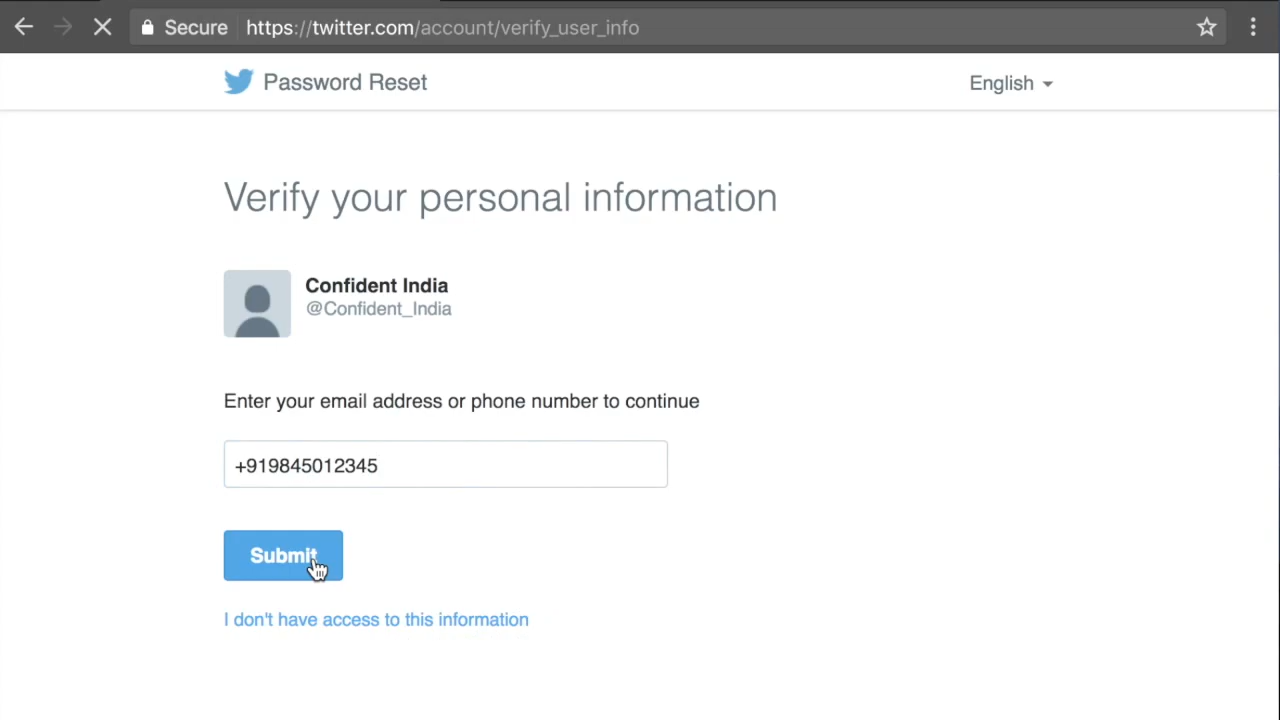 Secure https://twitter.com/account/verify_user_info
Password Reset
English
Verify your personal information
Confident India
@Confident_India
Enter your email address or phone number to continue
+919845012345
Submit
I don't have access to this information